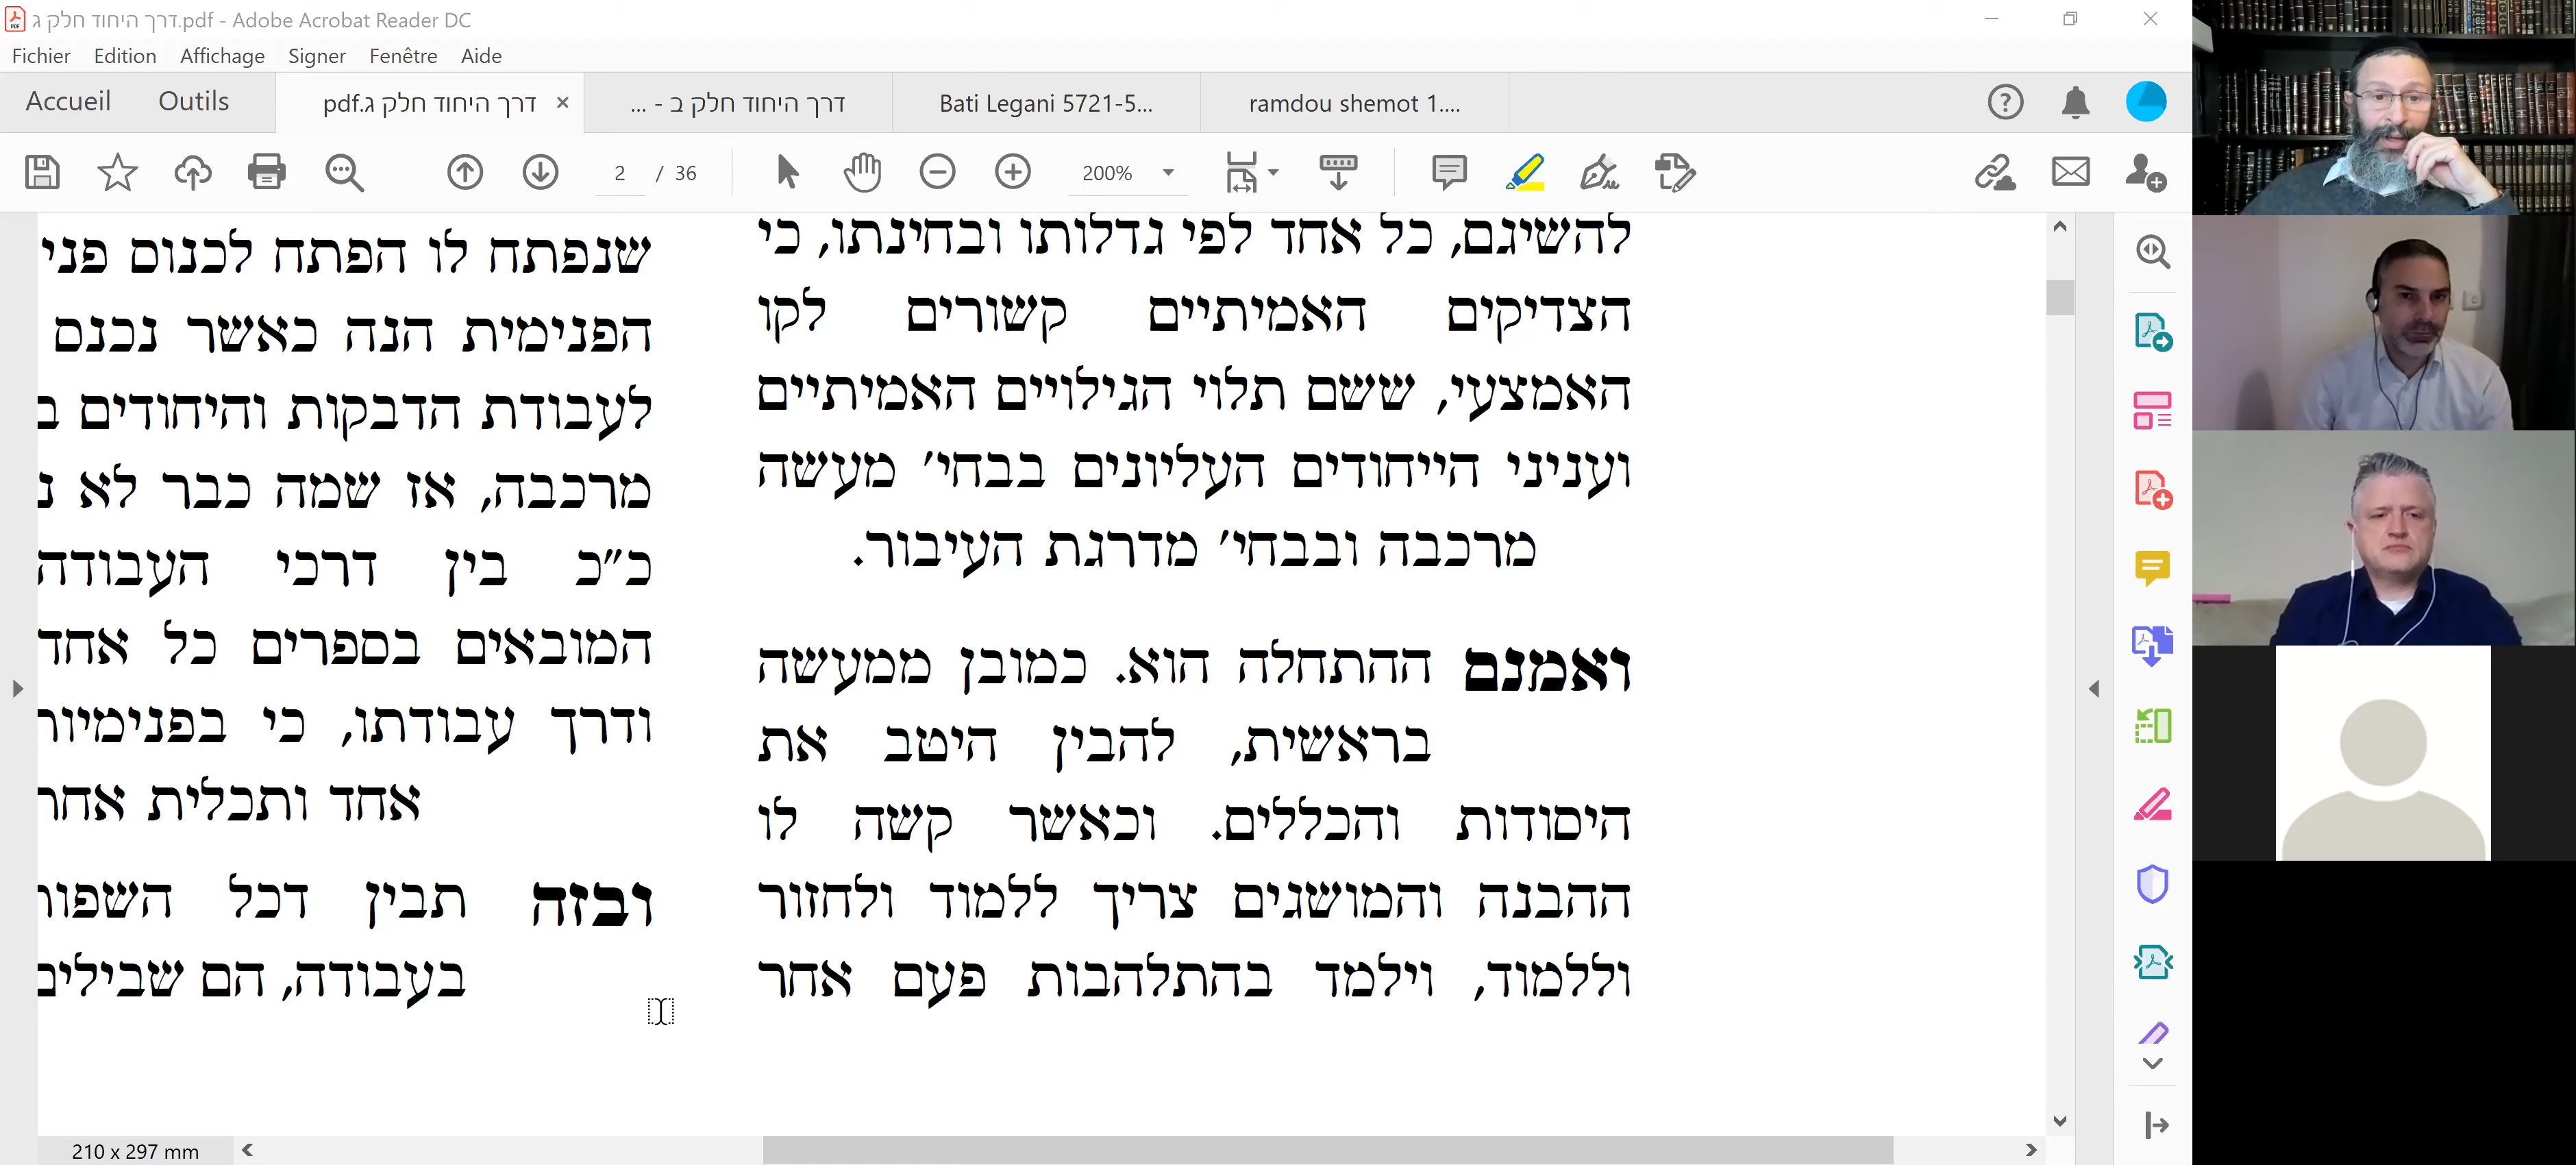 דרך היחוד חלק ג.pdf - Adobe Acrobat Reader DC
Fichier Edition Affichage Signer Fenêtre Aide
Accueil Outils דרך היחוד חלק ג.pdf דרך היחוד חלק ב - ... Bati Legani 5721-5... ramdou shemot 1....
2 / 36 200%
להשיגם, כל אחד לפי גדלותו ובחינתו, כי
הצדיקים האמיתיים קשורים לקו
האמצעי, ששם תלוי הגילויים האמיתיים
ועניני הייחודים העליונים בבחי' מעשה
מרכבה ובבחי' מדרגת העיבור.
ואמנם ההתחלה הוא. כמובן ממעשה
בראשית, להבין היטב את
היסודות והכללים. וכאשר קשה לו
ההבנה והמושגים צריך ללמוד ולחזור
וללמוד, וילמד בהתלהבות פעם אחר
שנפתח לו הפתח לכנוס פני
הפנימית הנה כאשר נכנס
לעבודת הדבקות והיחודים ב
מרכבה, אז שמה כבר לא נ
כ"כ בין דרכי העבודה
המובאים בספרים כל אחד
ודרך עבודתו, כי בפנימיות
אחד ותכלית אחד
ובזה תבין דכל השפות
בעבודה, הם שבילים
210 x 297 mm